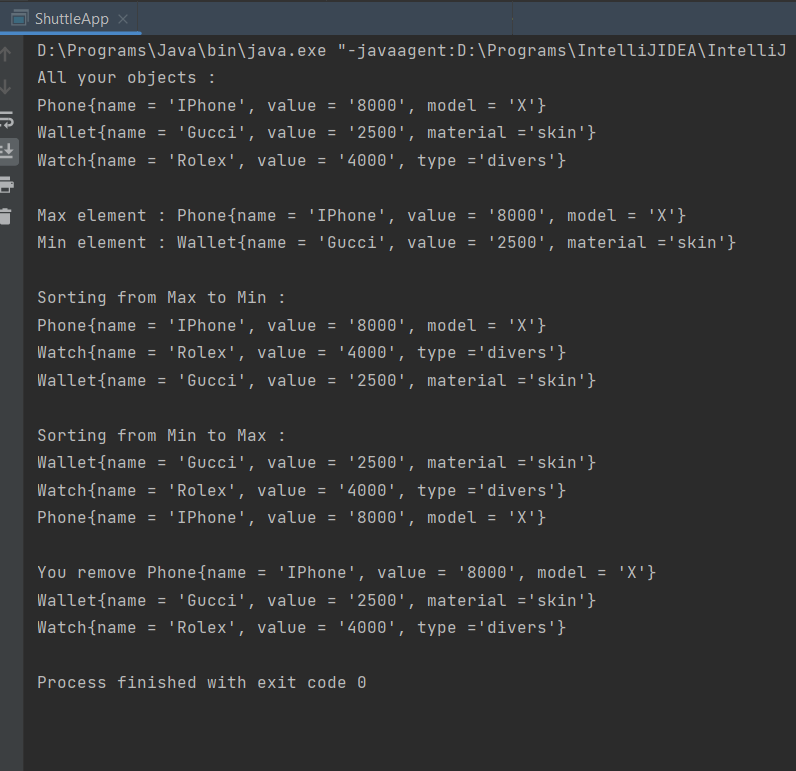 ShuttleApp
D:\Programs\Java\bin\java.exe "-javaagent:D:\Programs\IntelliJIDEA\IntelliJ
All your objects :
Phone{name = 'IPhone', value = '8000', model = 'X'}
Wallet{name = 'Gucci', value = '2500', material ='skin'}
Watch{name = 'Rolex', value = '4000', type ='divers'}

Max element : Phone{name = 'IPhone', value = '8000', model = 'X'}
Min element : Wallet{name = 'Gucci', value = '2500', material ='skin'}

Sorting from Max to Min :
Phone{name = 'IPhone', value = '8000', model = 'X'}
Watch{name = 'Rolex', value = '4000', type ='divers'}
Wallet{name = 'Gucci', value = '2500', material ='skin'}

Sorting from Min to Max :
Wallet{name = 'Gucci', value = '2500', material ='skin'}
Watch{name = 'Rolex', value = '4000', type ='divers'}
Phone{name = 'IPhone', value = '8000', model = 'X'}

You remove Phone{name = 'IPhone', value = '8000', model = 'X'}
Wallet{name = 'Gucci', value = '2500', material ='skin'}
Watch{name = 'Rolex', value = '4000', type ='divers'}

Process finished with exit code 0